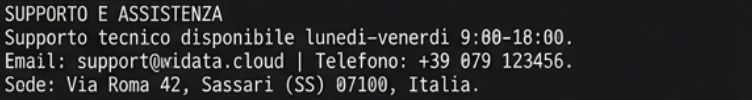 SUPPORTO E ASSISTENZA
Supporto tecnico disponibile lunedi-venerdi 9:00-18:00.
Email: support@widata.cloud | Telefono: +39 079 123456.
Sede: Via Roma 42, Sassari (SS) 07100, Italia.